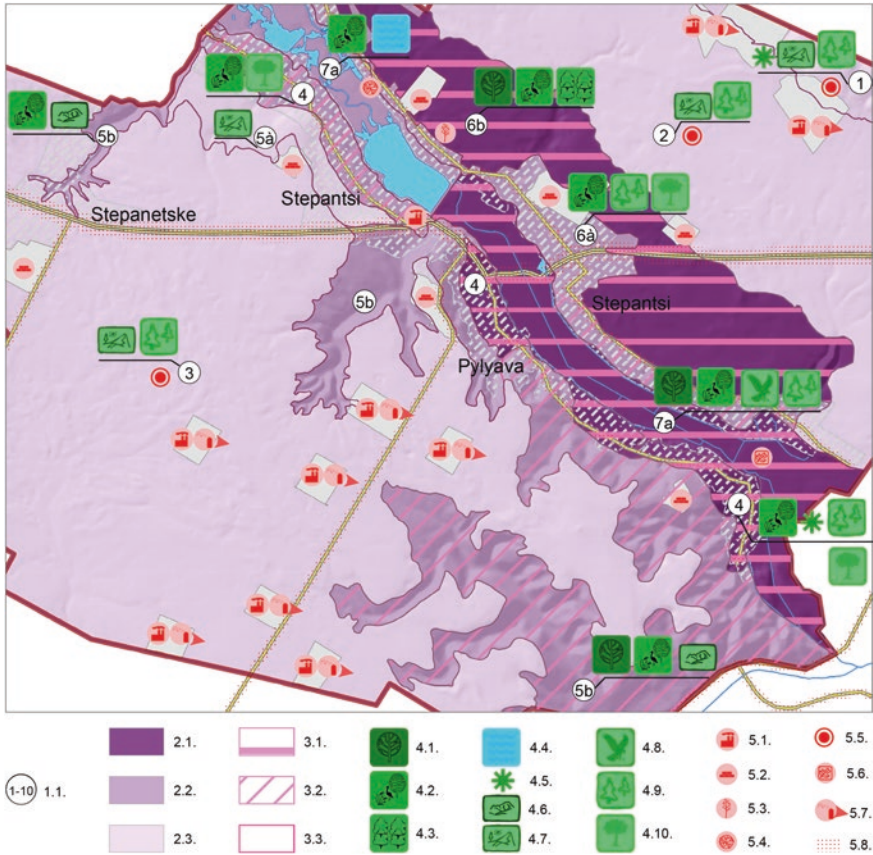 1
7a
4
2
5b
5à
6b
Stepantsi
Stepanetske
6à
4
5b
Stepantsi
3
Pylyava
7a
4
5b
2.1.
3.1.
4.1.
4.4.
4.8.
5.1.
5.5.
4.5.
1-10
1.1.
2.2.
3.2.
4.2.
4.6.
4.9.
5.2.
5.6.
5.3.
5.7.
2.3.
3.3.
4.3.
4.7.
4.10.
5.4.
5.8.